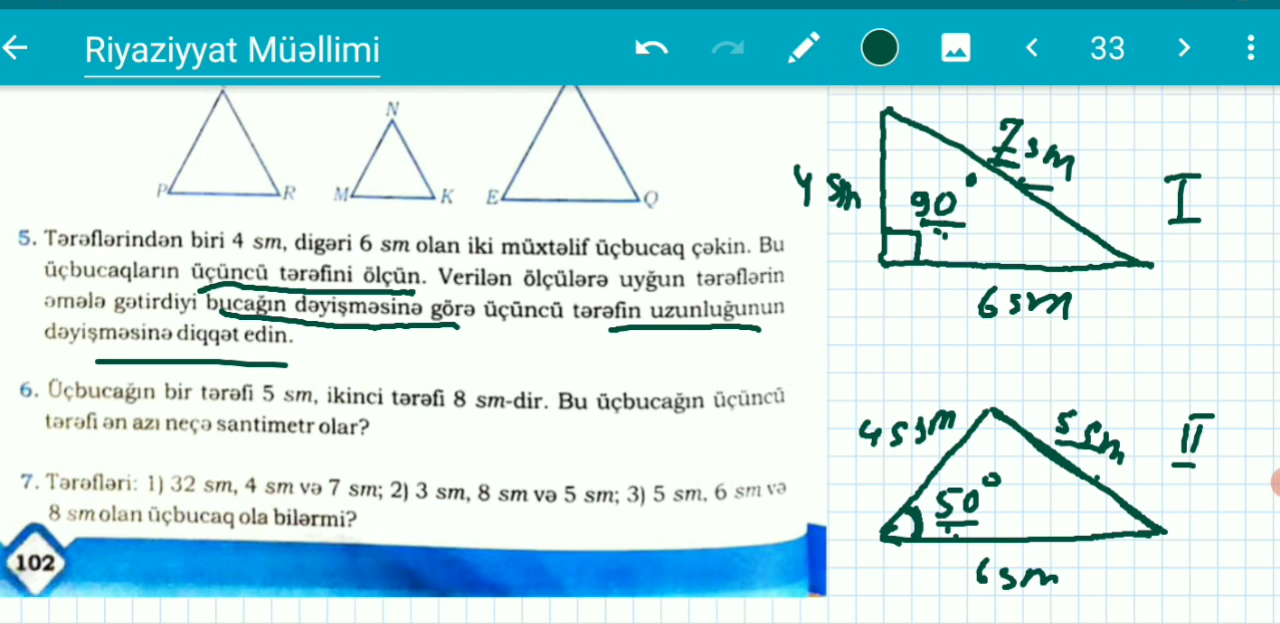 Riyaziyyat Müəllimi
33
P R M N K E Q
5. Tərəflərindən biri 4 sm, digəri 6 sm olan iki müxtəlif üçbucaq çəkin. Bu
üçbucaqların üçüncü tərəfini ölçün. Verilən ölçülərə uyğun tərəflərin
əmələ gətirdiyi bucağın dəyişməsinə görə üçüncü tərəfin uzunluğunun
dəyişməsinə diqqət edin.
6. Üçbucağın bir tərəfi 5 sm, ikinci tərəfi 8 sm-dir. Bu üçbucağın üçüncü
tərəfi ən azı neçə santimetr olar?
7. Tərəfləri: 1) 32 sm, 4 sm və 7 sm; 2) 3 sm, 8 sm və 5 sm; 3) 5 sm, 6 sm və
8 sm olan üçbucaq ola bilərmi?
102
7 sm
4 sm
90°
I
6 sm
4 sm
5 sm
II
50°
6 sm